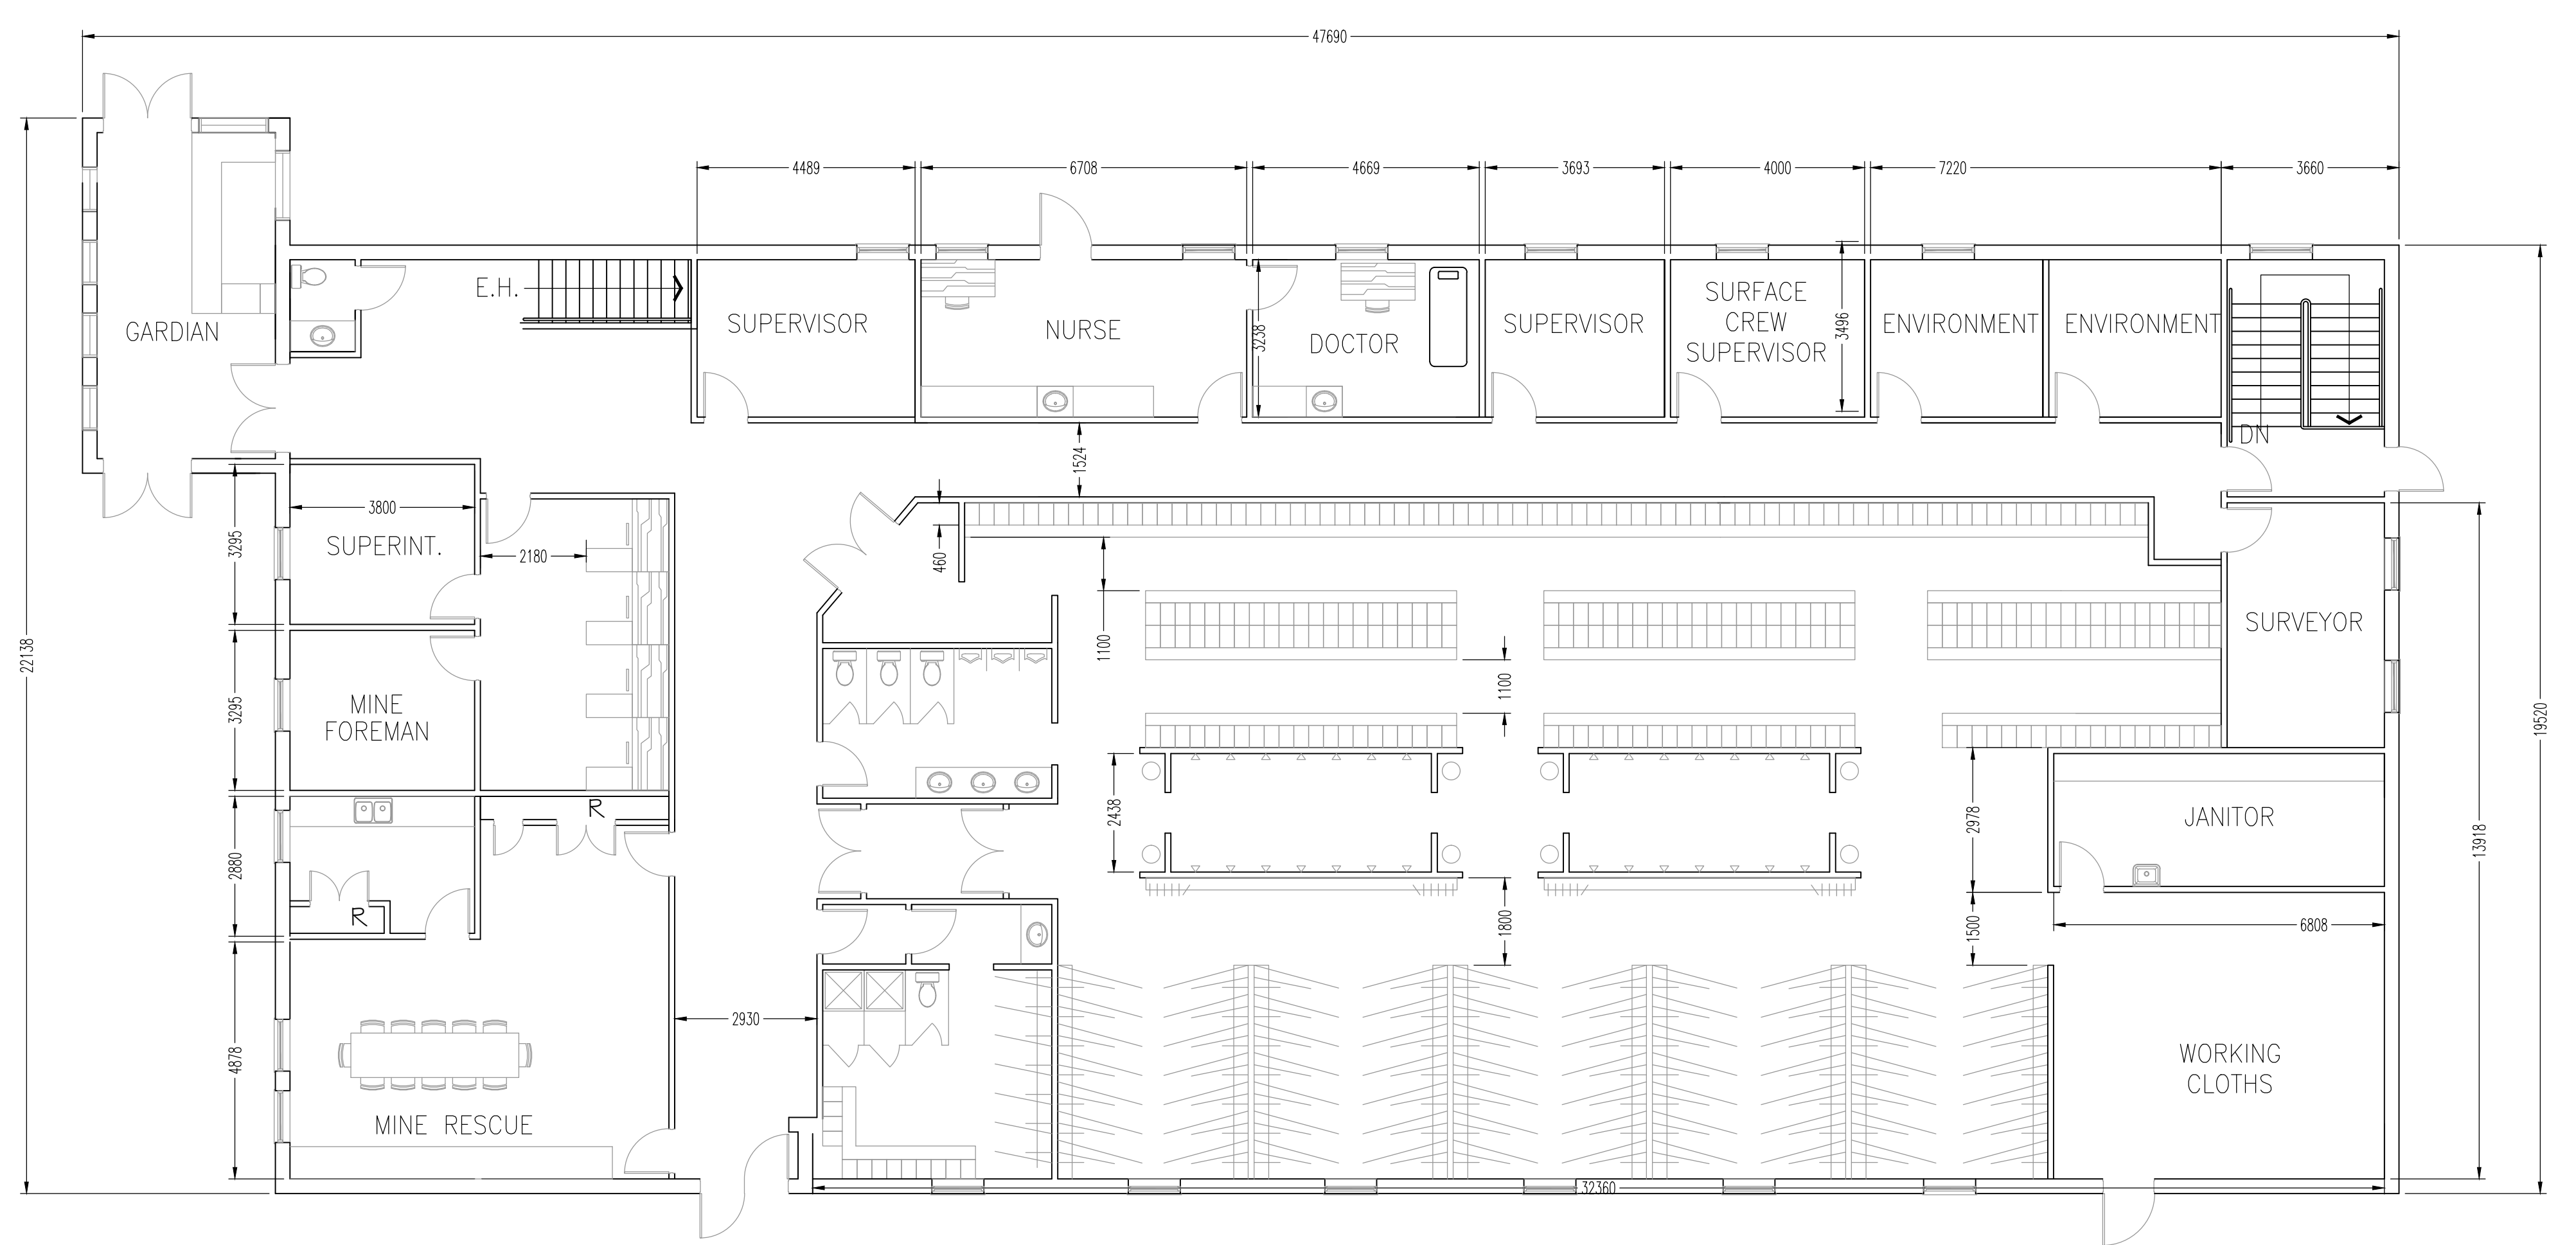 47690
4489
6708
4669
3693
4000
7220
3660
E.H.
GARDIAN
SUPERVISOR
NURSE
3238
DOCTOR
SUPERVISOR
SURFACE
CREW
SUPERVISOR
3496
ENVIRONMENT
ENVIRONMENT
DN
1524
3800
3295
SUPERINT.
2180
460
22138
1100
SURVEYOR
1100
3295
MINE
FOREMAN
19520
R
2438
2978
JANITOR
13918
2880
R
1800
1500
6808
2930
4878
MINE RESCUE
WORKING
CLOTHS
32360